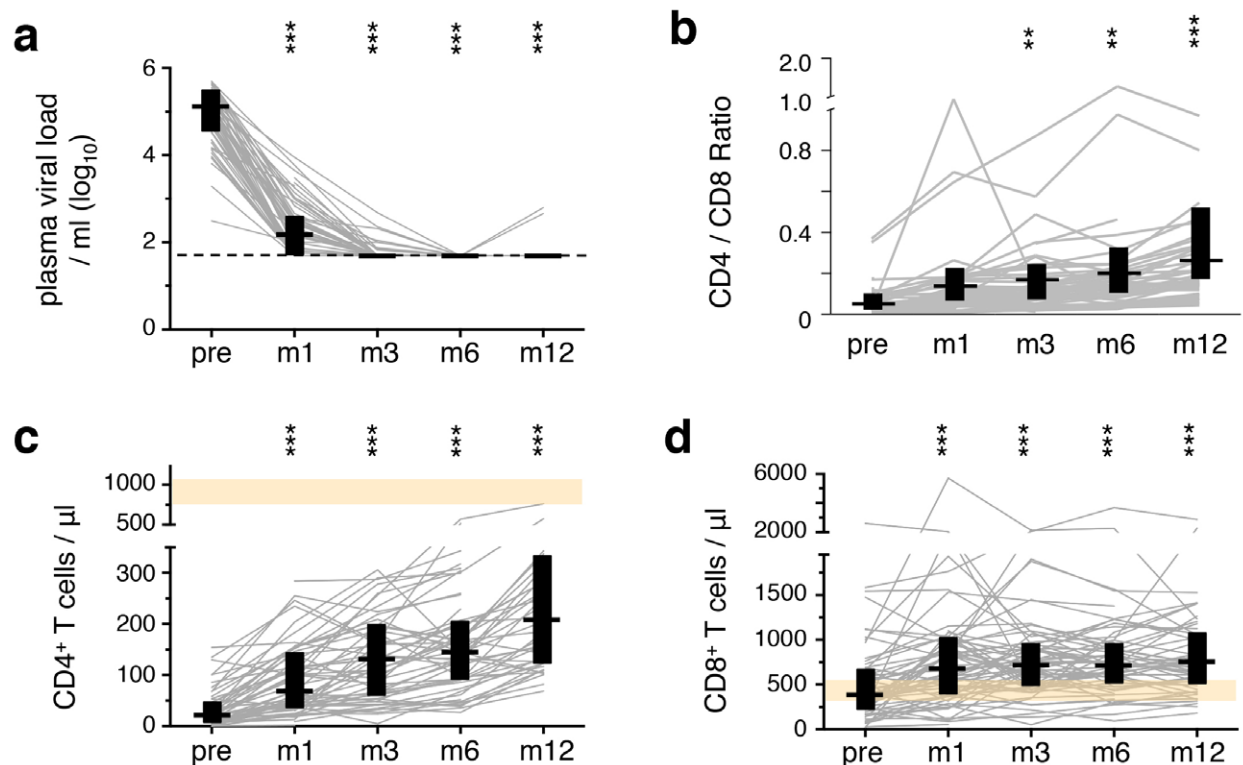 a
*** *** *** ***
plasma viral load
/ ml (log10)
6
4
2
0
pre m1 m3 m6 m12
b
** ** ***
CD4 / CD8 Ratio
2.0
1.0
0.8
0.4
0
pre m1 m3 m6 m12
c
*** *** *** ***
CD4+ T cells / µl
1000
500
300
200
100
0
pre m1 m3 m6 m12
d
*** *** *** ***
CD8+ T cells / µl
6000
2000
1500
1000
500
0
pre m1 m3 m6 m12